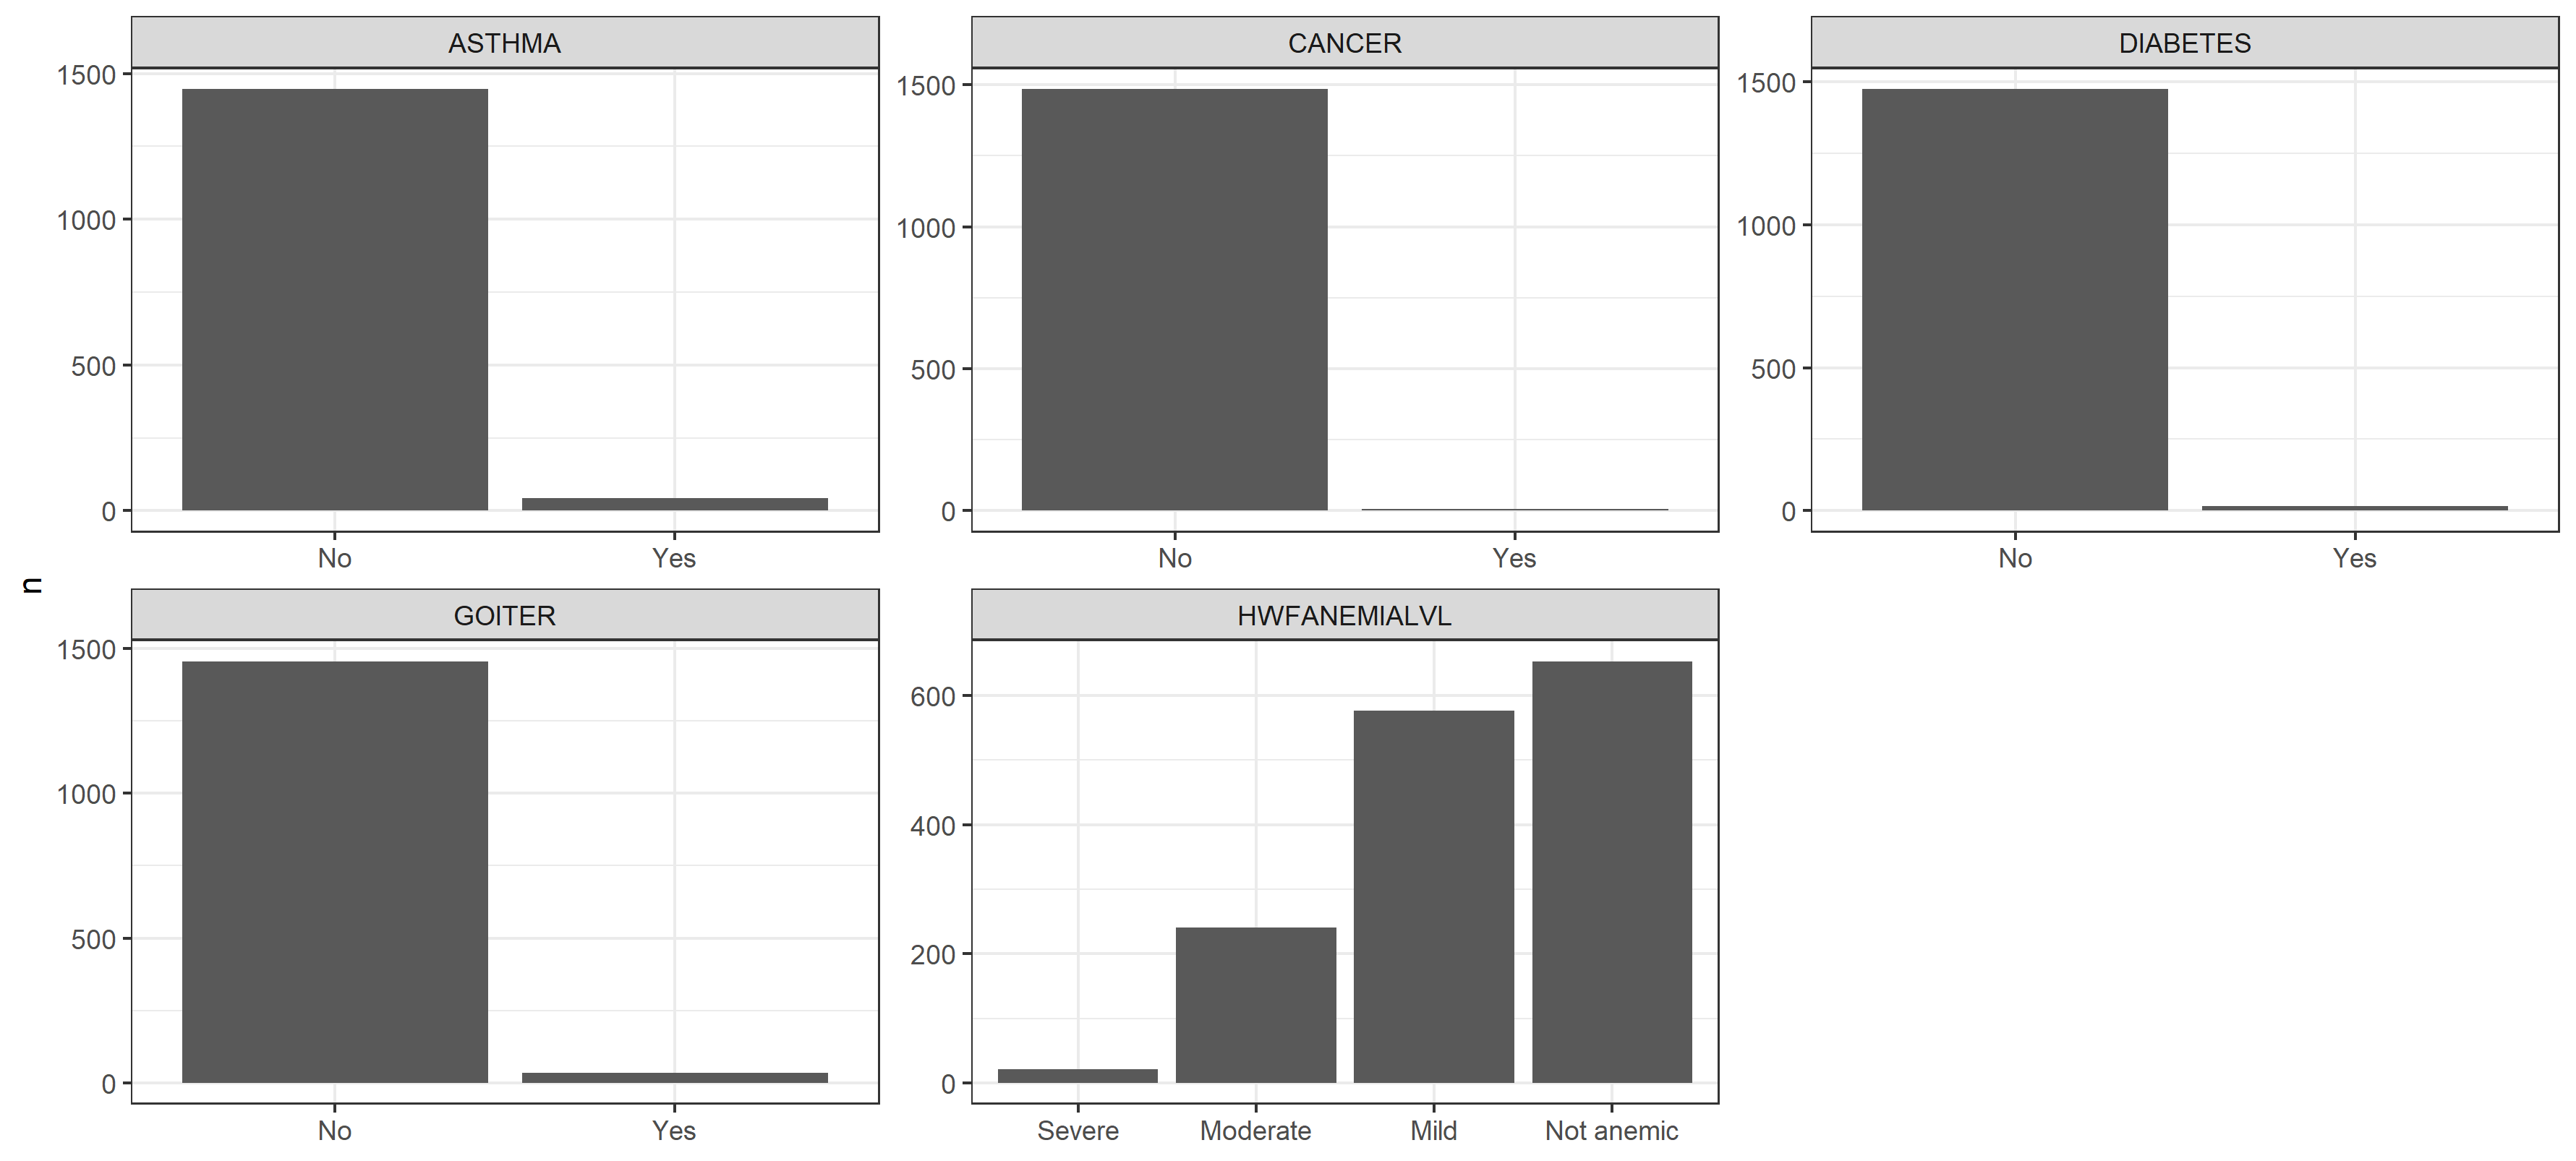 ASTHMA
1500
1000
500
0
No Yes
CANCER
1500
1000
500
0
No Yes
DIABETES
1500
1000
500
0
No Yes
n
GOITER
1500
1000
500
0
No Yes
HWFANEMIALVL
600
400
200
0
Severe Moderate Mild Not anemic